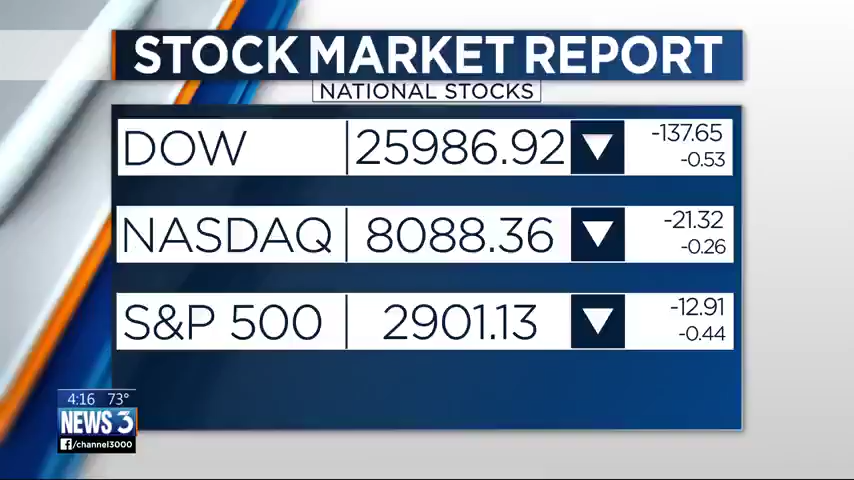 STOCK MARKET REPORT
NATIONAL STOCKS
DOW 25986.92 -137.65
-0.53
NASDAQ 8088.36 -21.32
-0.26
S&P 500 2901.13 -12.91
-0.44
4:16 73°
NEWS 3
f/channel3000